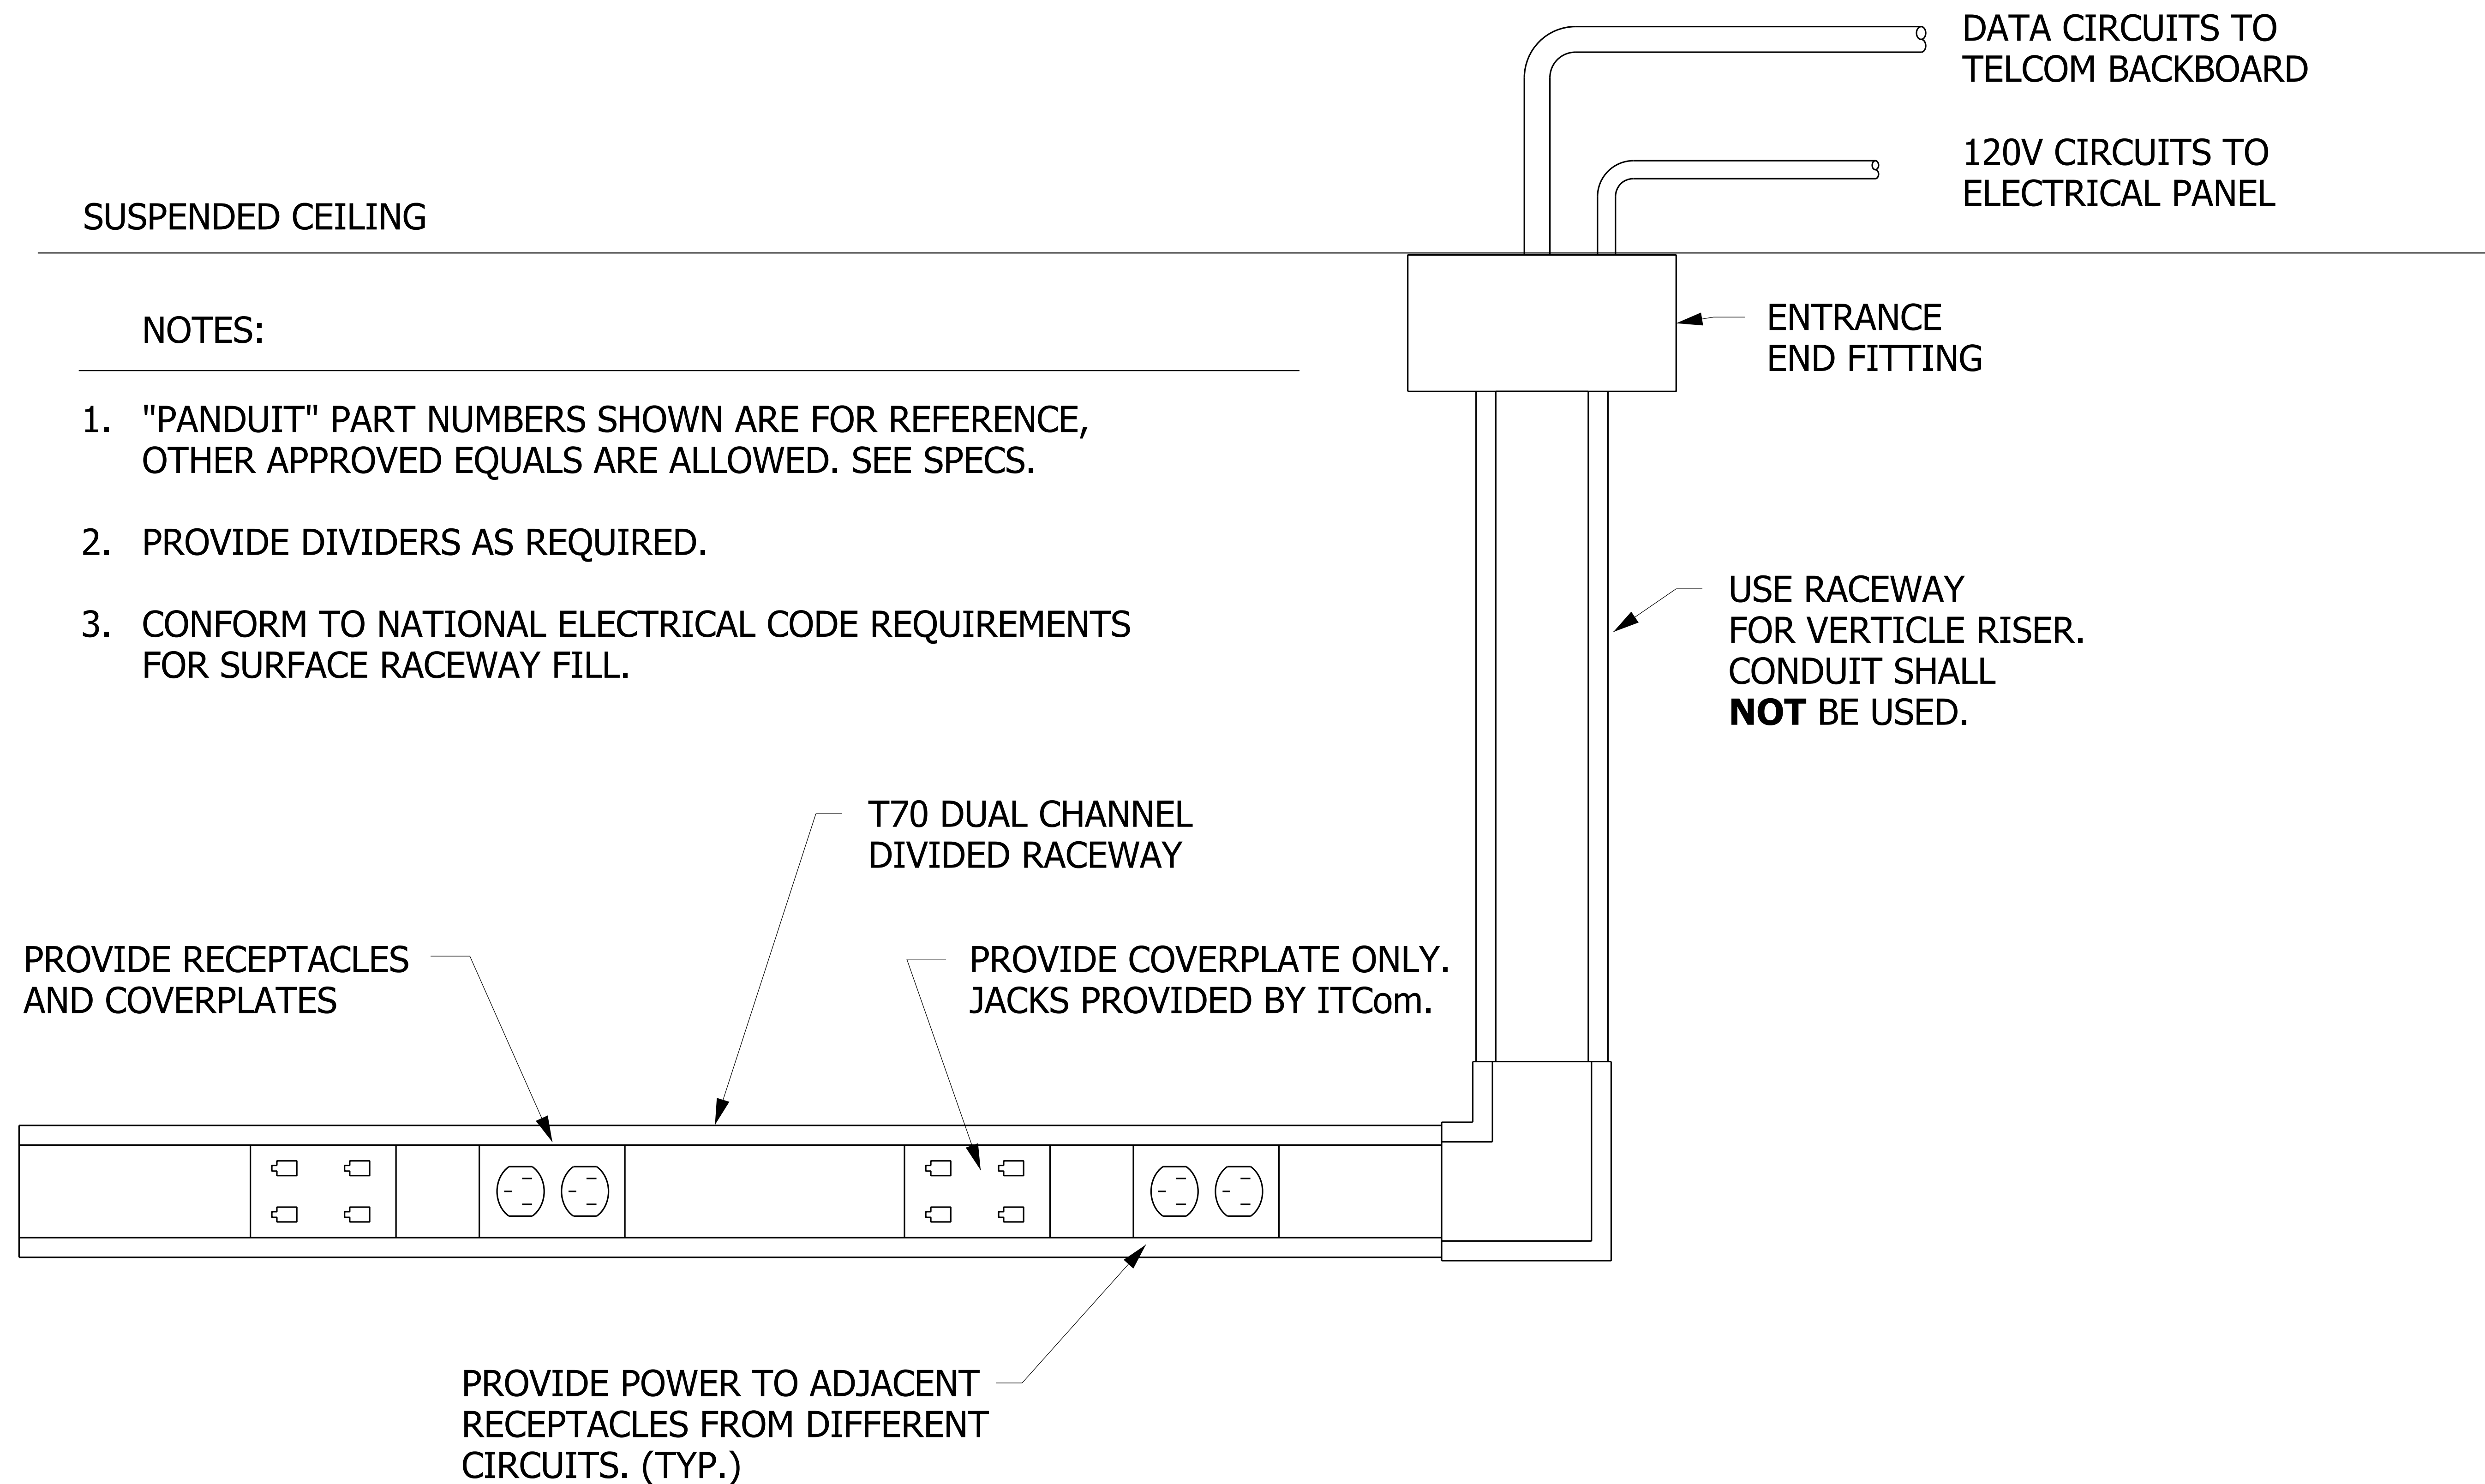 DATA CIRCUITS TO
TELCOM BACKBOARD
120V CIRCUITS TO
ELECTRICAL PANEL
SUSPENDED CEILING
ENTRANCE
END FITTING
NOTES:
1. "PANDUIT" PART NUMBERS SHOWN ARE FOR REFERENCE,
OTHER APPROVED EQUALS ARE ALLOWED. SEE SPECS.
2. PROVIDE DIVIDERS AS REQUIRED.
3. CONFORM TO NATIONAL ELECTRICAL CODE REQUIREMENTS
FOR SURFACE RACEWAY FILL.
USE RACEWAY
FOR VERTICLE RISER.
CONDUIT SHALL
NOT BE USED.
T70 DUAL CHANNEL
DIVIDED RACEWAY
PROVIDE RECEPTACLES
AND COVERPLATES
PROVIDE COVERPLATE ONLY.
JACKS PROVIDED BY ITCom.
PROVIDE POWER TO ADJACENT
RECEPTACLES FROM DIFFERENT
CIRCUITS. (TYP.)